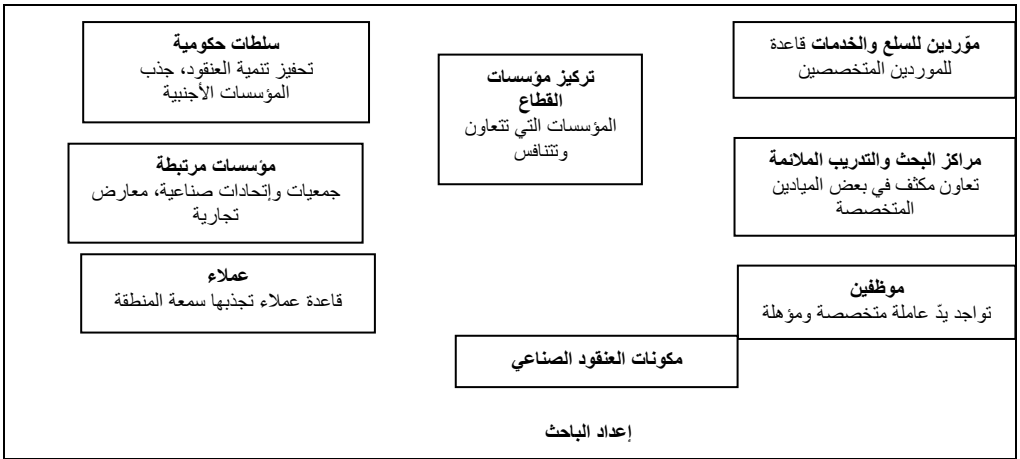 موّردين للسلع والخدمات قاعدة
للموردين المتخصصين
تركيز مؤسسات
القطاع
المؤسسات التي تتعاون
وتتنافس
سلطات حكومية
تحفيز تنمية العنقود، جذب
المؤسسات الأجنبية
مراكز البحث والتدريب الملائمة
تعاون مكثف في بعض الميادين
المتخصصة
مؤسسات مرتبطة
جمعيات وإتحادات صناعية، معارض
تجارية
موظفين
تواجد يدّ عاملة متخصصة ومؤهلة
عملاء
قاعدة عملاء تجذبها سمعة المنطقة
مكونات العنقود الصناعي
إعداد الباحث